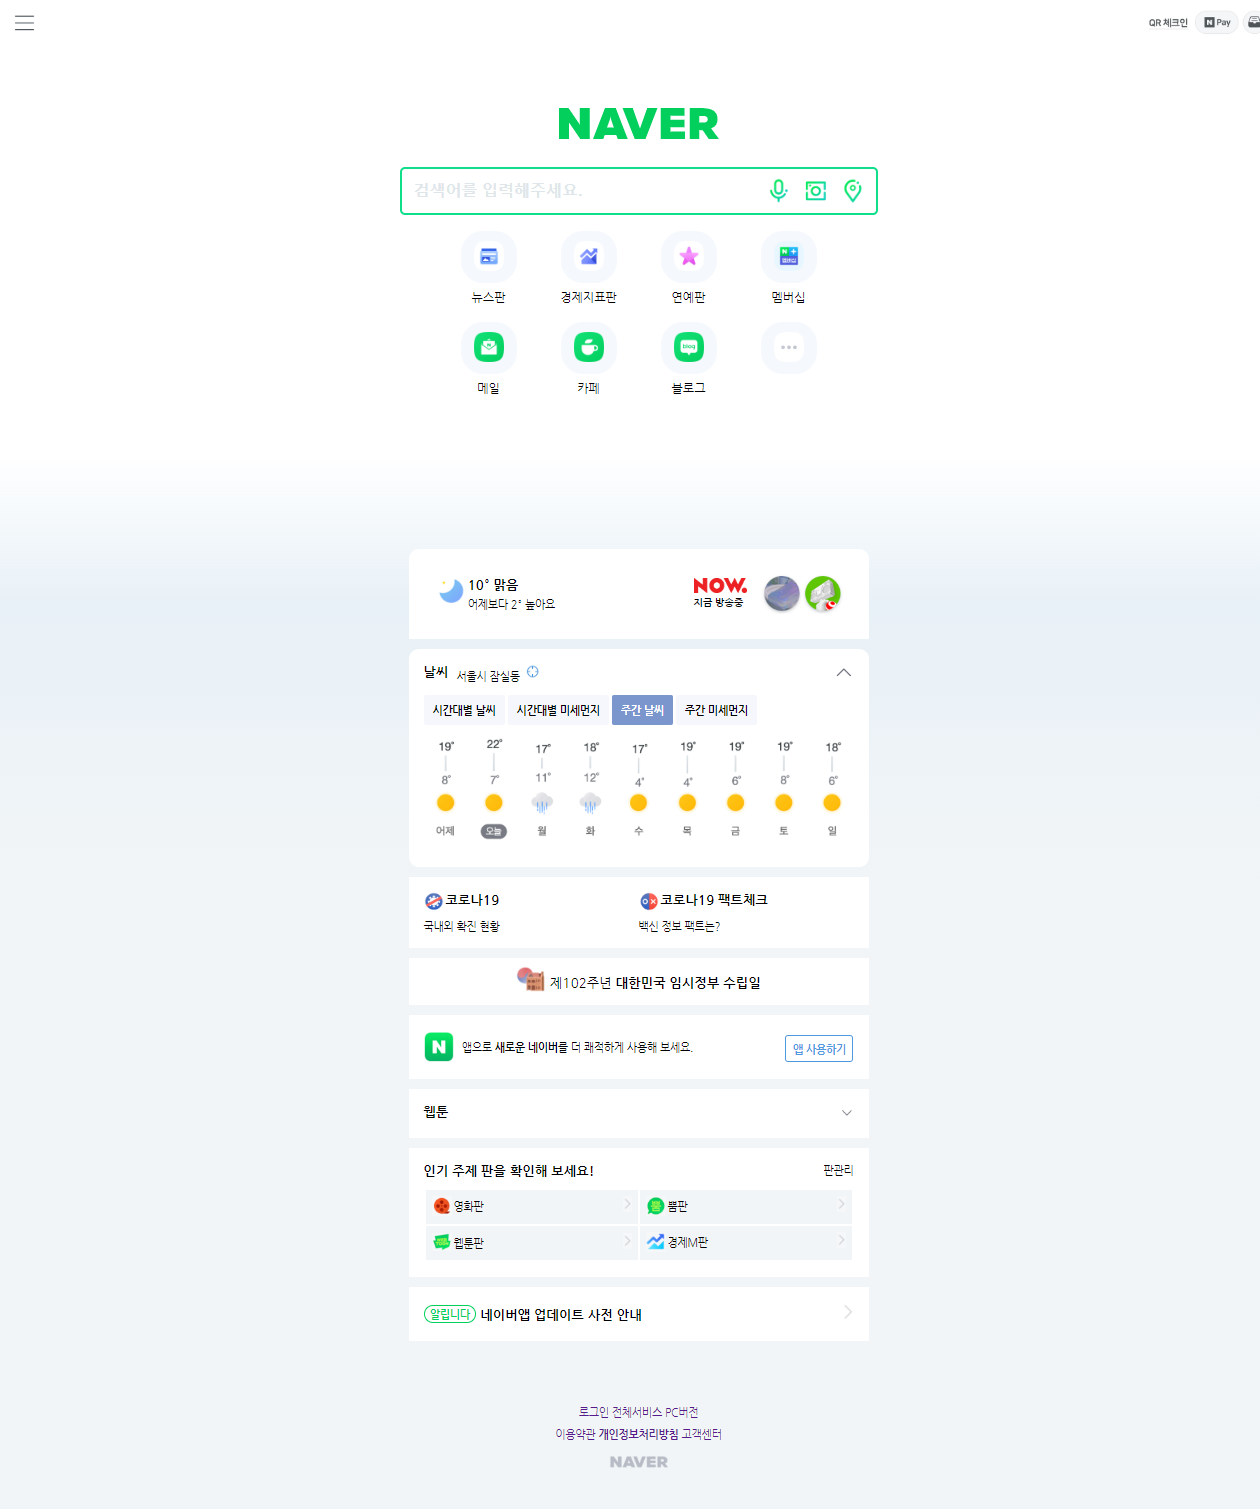 QR 체크인 N Pay
NAVER
검색어를 입력해주세요.
뉴스판 경제지표판 연예판 멤버십
blog
메일 카페 블로그
10° 맑음
어제보다 2° 높아요
NOW.
지금 방송중
날씨 서울시 잠실동
시간대별 날씨 시간대별 미세먼지 주간 날씨 주간 미세먼지
19° 22° 17° 18° 17° 19° 19° 19° 18°
8° 7° 11° 12° 4° 4° 6° 8° 6°
어제 오늘 월 화 수 목 금 토 일
코로나19 코로나19 팩트체크
국내외 확진 현황 백신 정보 팩트는?
제102주년 대한민국 임시정부 수립일
N 앱으로 새로운 네이버를 더 쾌적하게 사용해 보세요. 앱 사용하기
웹툰
인기 주제 판을 확인해 보세요! 판관리
영화판 뿜판
웹툰판 경제M판
알립니다 네이버앱 업데이트 사전 안내
로그인 전체서비스 PC버전
이용약관 개인정보처리방침 고객센터
NAVER